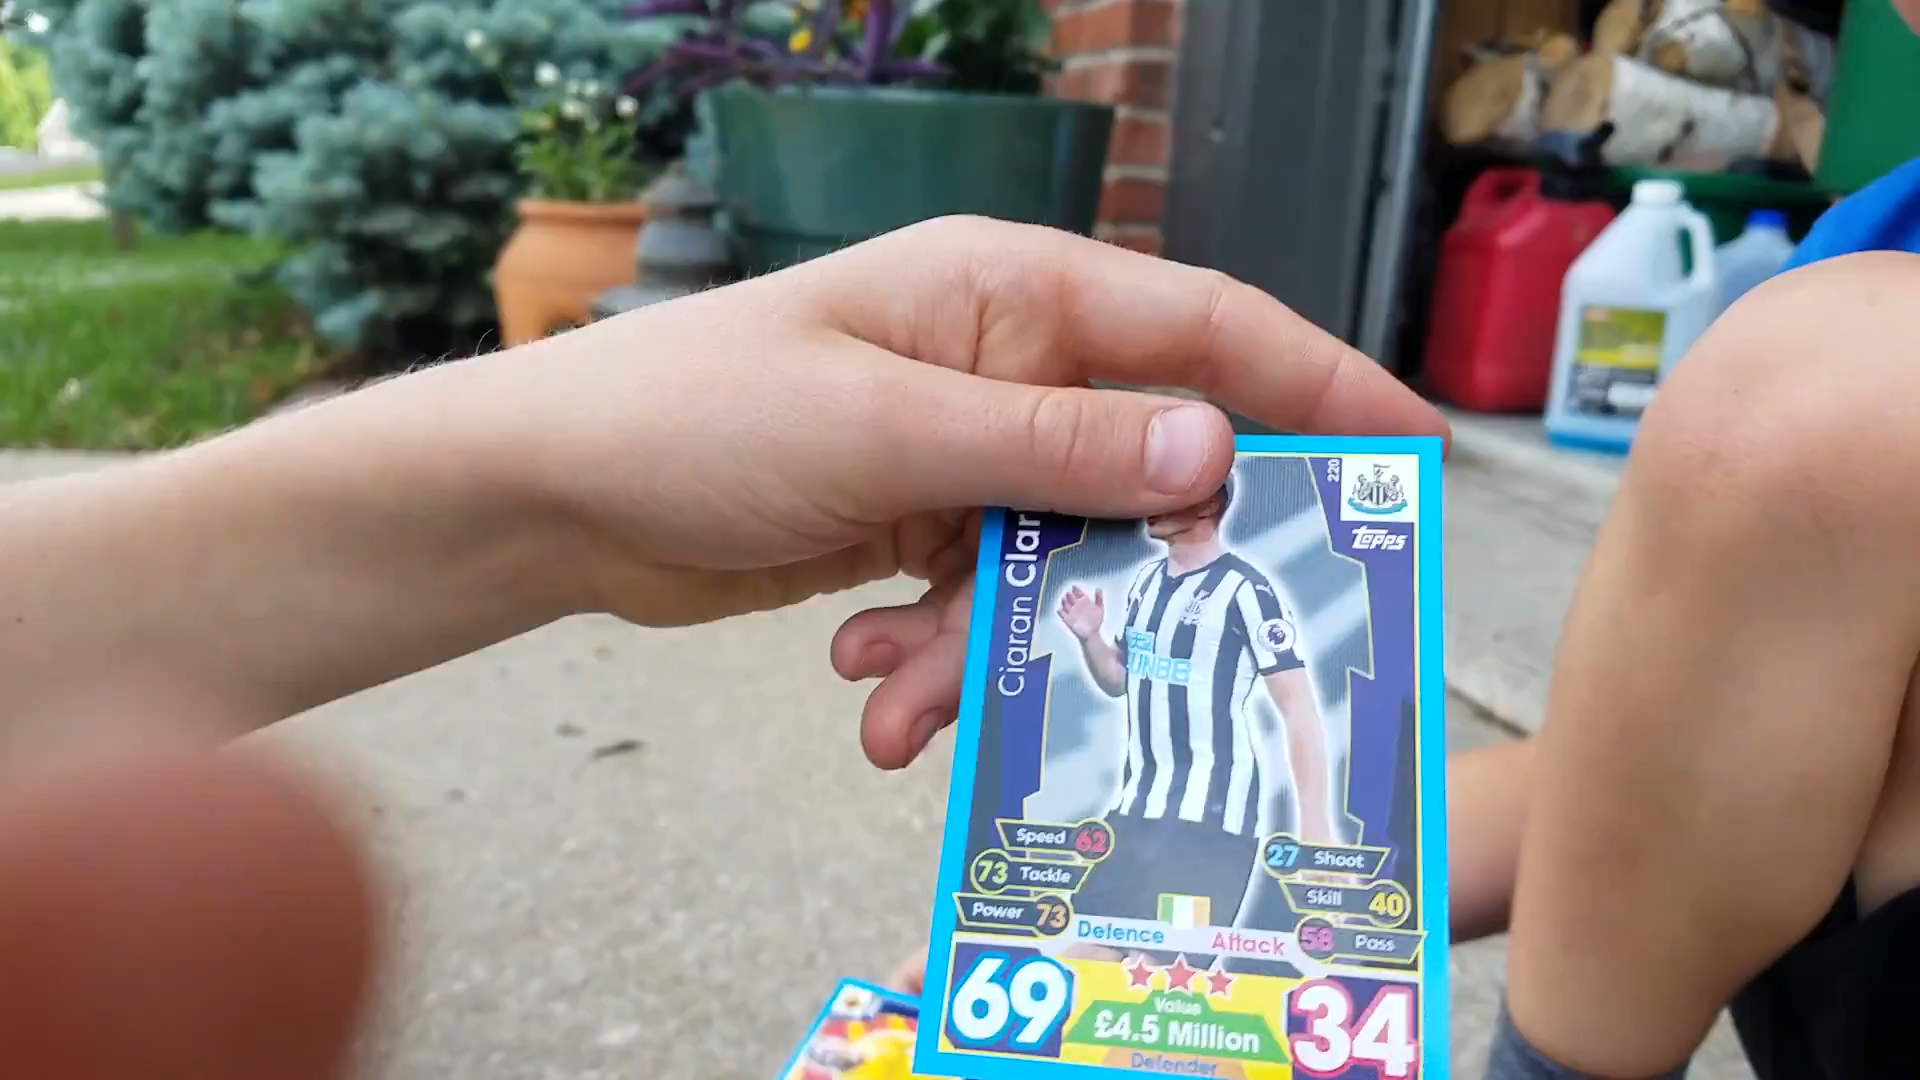 220
TOPPS
Ciaran Clar
FUN88
Speed 62
27 Shoot
73 Tackle
Skill 40
Power 73
58 Pass
Defence
Attack
69
34
Value
£4.5 Million
Defender